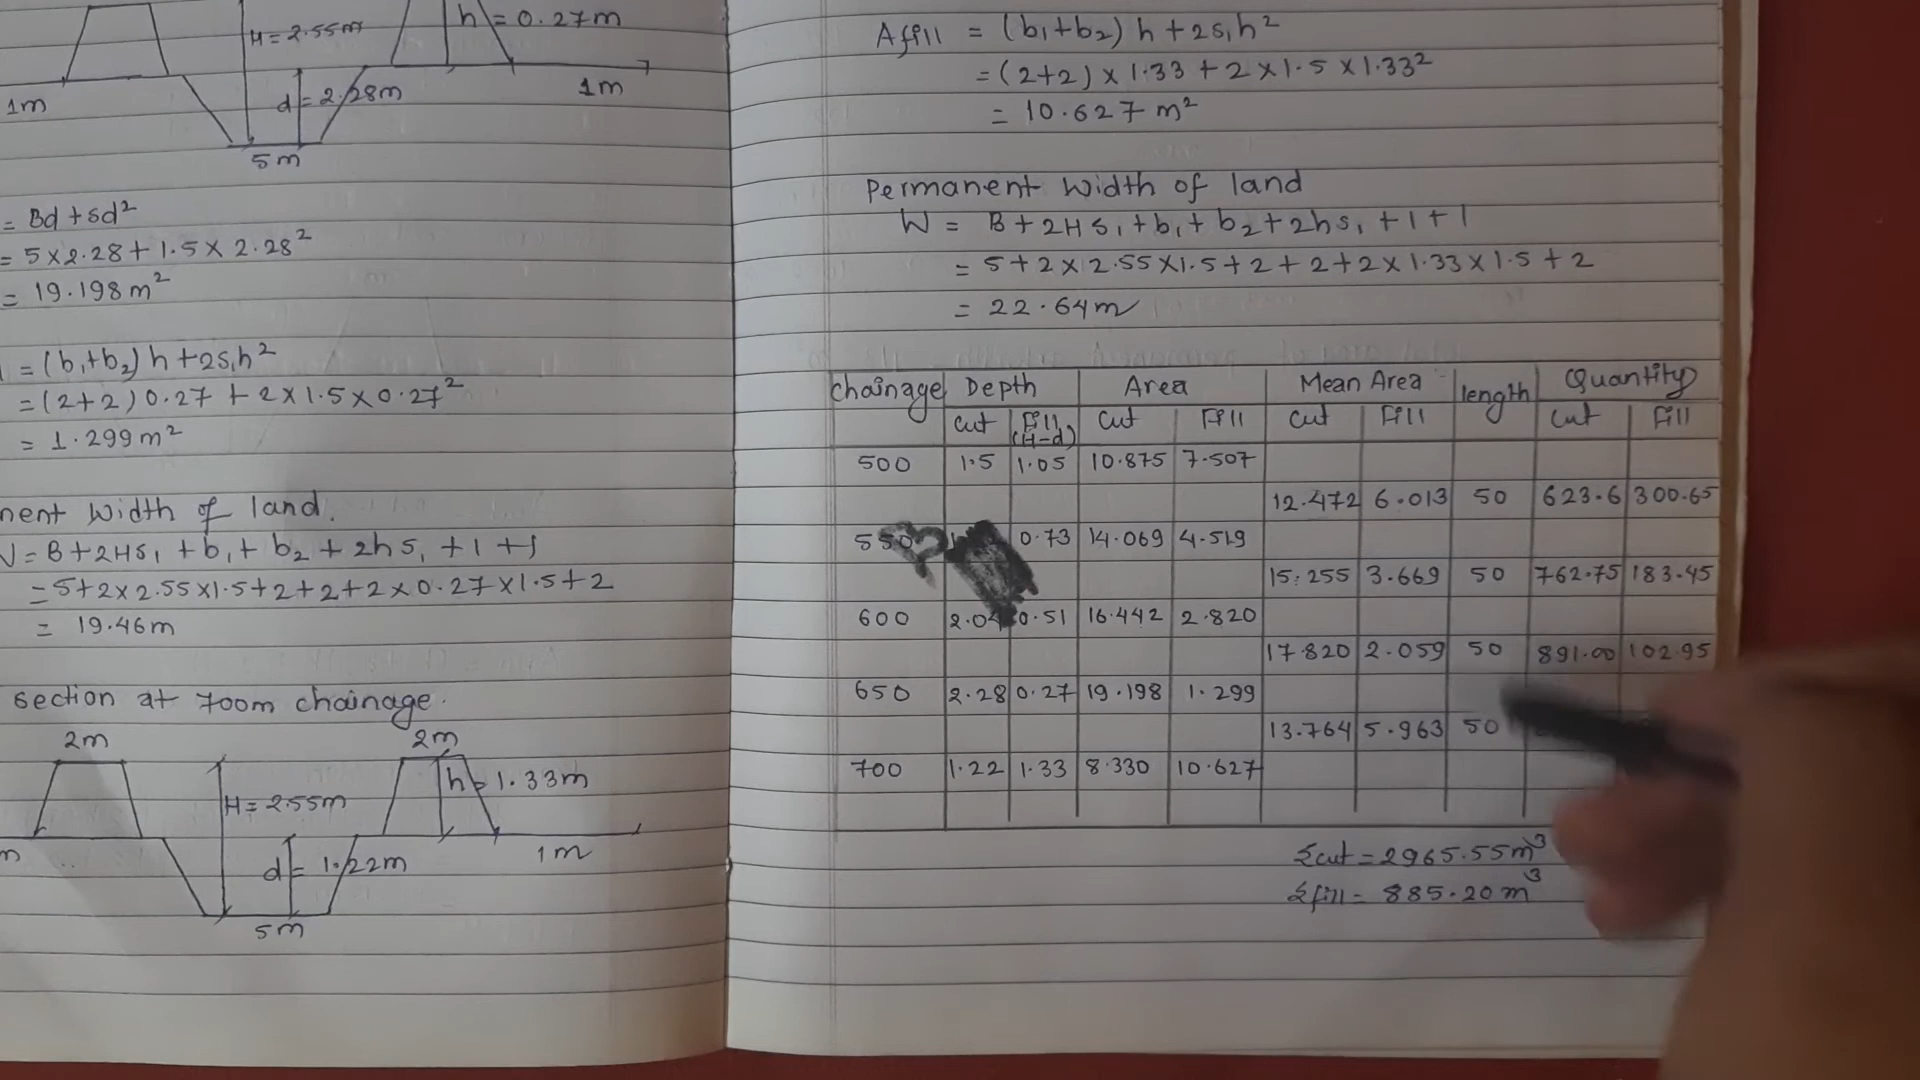 H=2.55m
h=0.27m
1m
d=2.28m
1m
5m
= Bd+sd²
= 5×2.28+1.5×2.28²
= 19.198m²
= (b₁+b₂)h+2s₁h²
= (2+2)0.27+2×1.5×0.27²
= 1.299m²
nent width of land.
= B+2Hs₁+b₁+b₂+2hs₁+1+1
= 5+2×2.55×1.5+2+2+2×0.27×1.5+2
= 19.46m
section at 700m chainage.
2m 2m
H=2.55m
h=1.33m
d=1.22m
1m
5m
Afill = (b₁+b₂)h+2s₁h²
= (2+2)×1.33+2×1.5×1.33²
= 10.627 m²
Permanent width of land
W = B+2Hs₁+b₁+b₂+2hs₁+1+1
= 5+2×2.55×1.5+2+2+2×1.33×1.5+2
= 22.64m
chainage Depth Area Mean Area length Quantity
cut Fill (H-d) cut Fill cut Fill cut Fill
500 1.5 1.05 10.875 7.507
12.472 6.013 50 623.6 300.65
550 0.73 14.069 4.519
15.255 3.669 50 762.75 183.45
600 2.04 0.51 16.442 2.820
17.820 2.059 50 891.00 102.95
650 2.28 0.27 19.198 1.299
13.764 5.963 50
700 1.22 1.33 8.330 10.627
Σcut = 2965.55m³
Σfill = 885.20m³